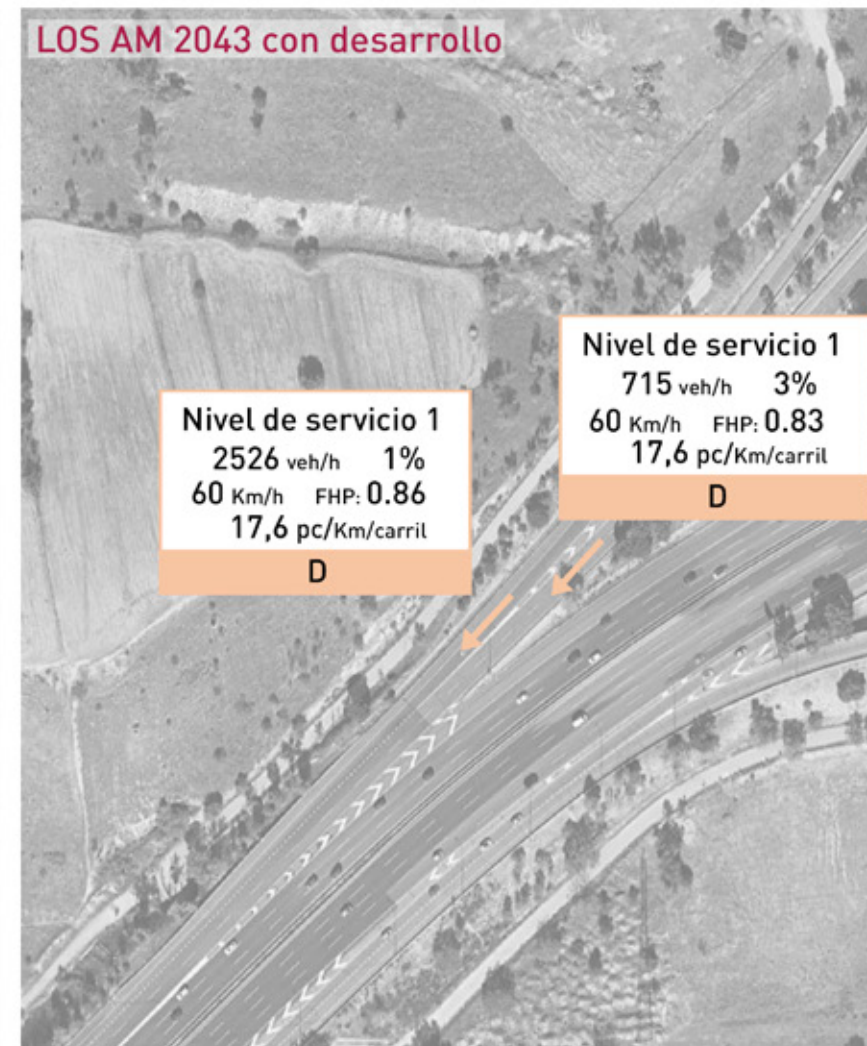 LOS AM 2043 con desarrollo
Nivel de servicio 1
715 veh/h 3%
60 Km/h FHP: 0.83
17,6 pc/Km/carril
D
Nivel de servicio 1
2526 veh/h 1%
60 Km/h FHP: 0.86
17,6 pc/Km/carril
D